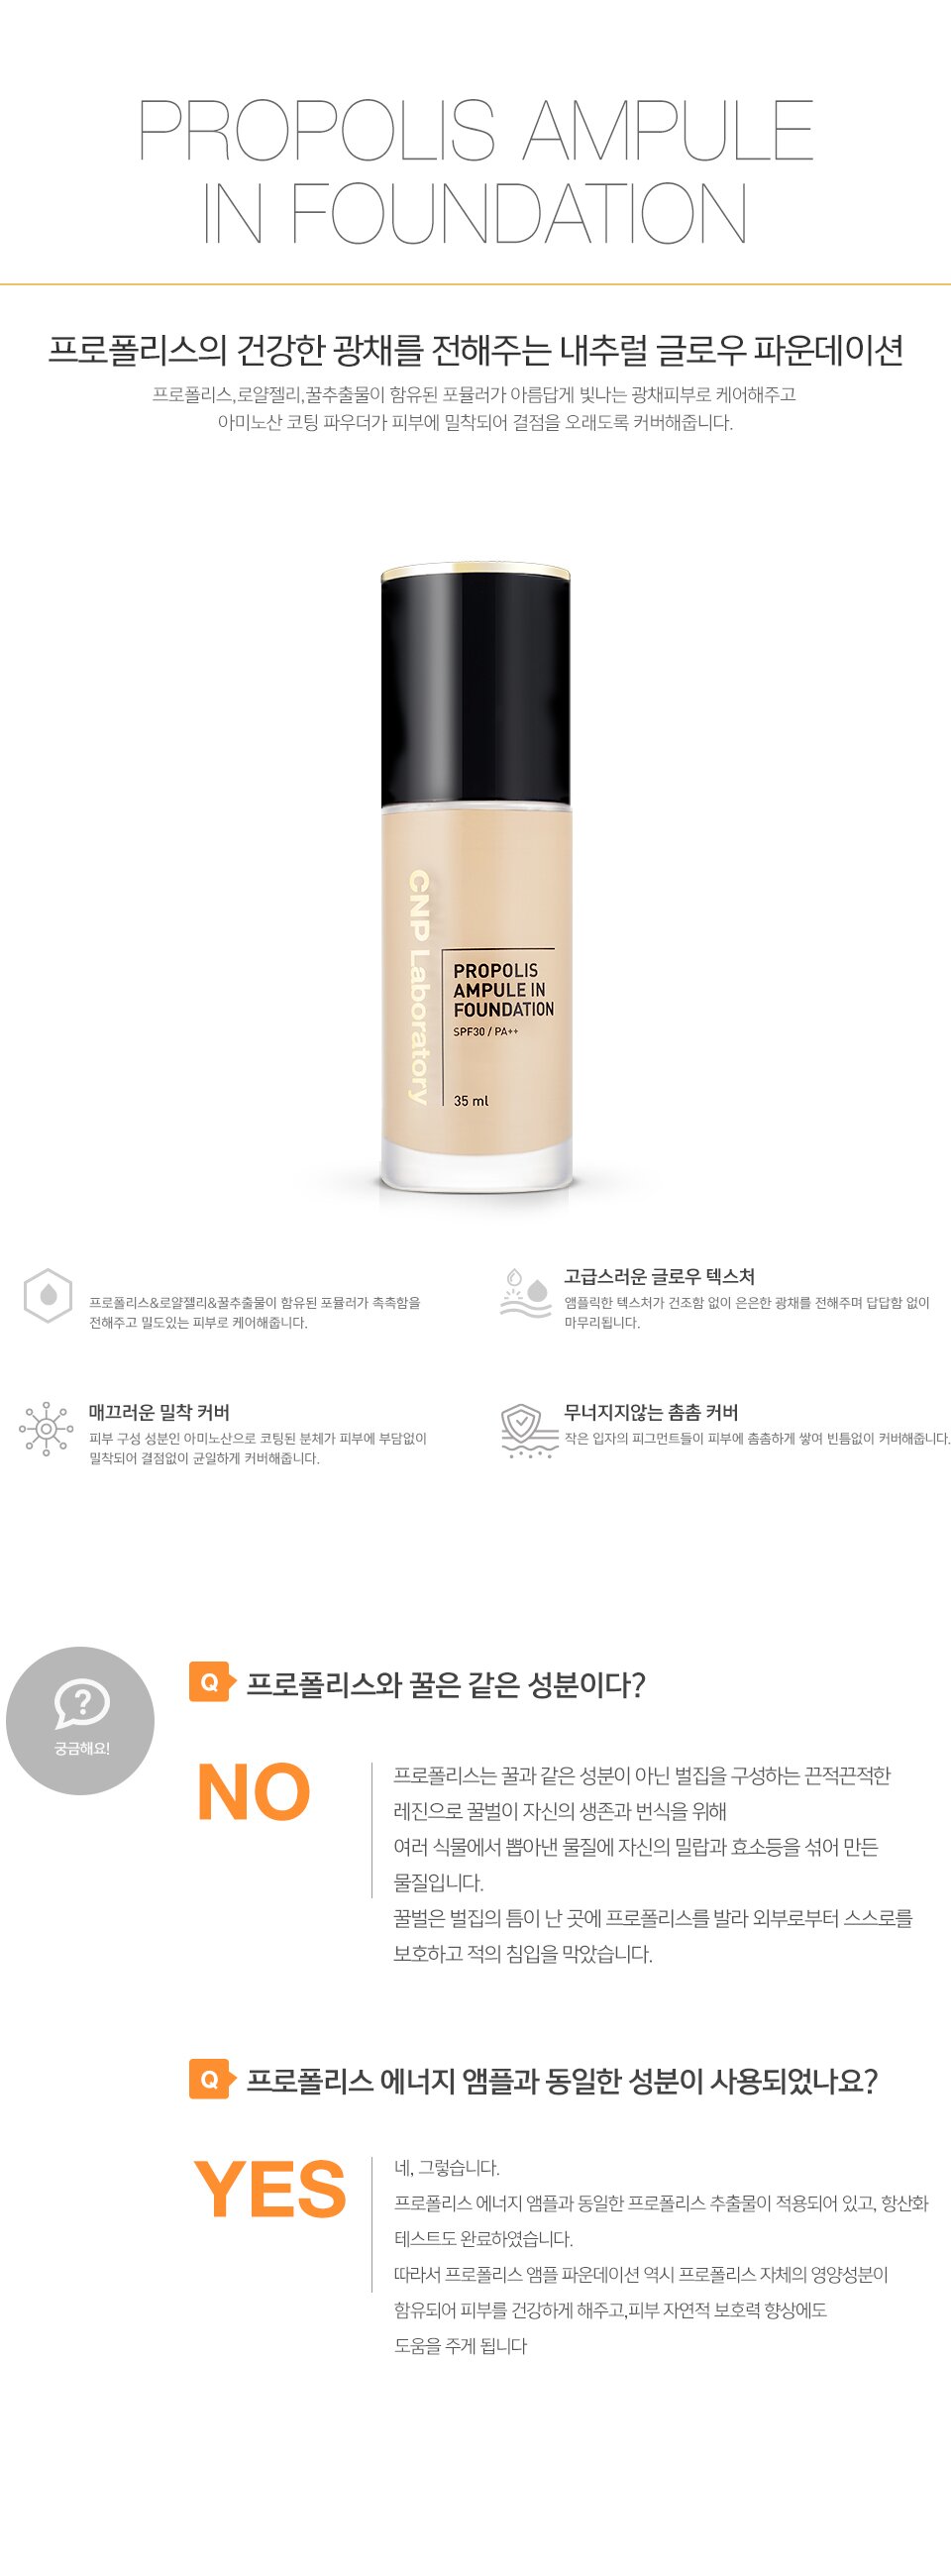 PROPOLIS AMPULE
IN FOUNDATION
프로폴리스의 건강한 광채를 전해주는 내추럴 글로우 파운데이션
프로폴리스,로얄젤리,꿀추출물이 함유된 포뮬러가 아름답게 빛나는 광채피부로 케어해주고
아미노산 코팅 파우더가 피부에 밀착되어 결점을 오래도록 커버해줍니다.
CNP Laboratory
PROPOLIS
AMPULE IN
FOUNDATION
SPF30 / PA++
35 ml
프로폴리스&로얄젤리&꿀추출물이 함유된 포뮬러가 촉촉함을
전해주고 밀도있는 피부로 케어해줍니다.
고급스러운 글로우 텍스처
앰플릭한 텍스처가 건조함 없이 은은한 광채를 전해주며 답답함 없이
마무리됩니다.
매끄러운 밀착 커버
피부 구성 성분인 아미노산으로 코팅된 분체가 피부에 부담없이
밀착되어 결점없이 균일하게 커버해줍니다.
무너지지않는 촘촘 커버
작은 입자의 피그먼트들이 피부에 촘촘하게 쌓여 빈틈없이 커버해줍니다.
?
궁금해요!
Q 프로폴리스와 꿀은 같은 성분이다?
NO
프로폴리스는 꿀과 같은 성분이 아닌 벌집을 구성하는 끈적끈적한
레진으로 꿀벌이 자신의 생존과 번식을 위해
여러 식물에서 뽑아낸 물질에 자신의 밀랍과 효소등을 섞어 만든
물질입니다.
꿀벌은 벌집의 틈이 난 곳에 프로폴리스를 발라 외부로부터 스스로를
보호하고 적의 침입을 막았습니다.
Q 프로폴리스 에너지 앰플과 동일한 성분이 사용되었나요?
YES
네, 그렇습니다.
프로폴리스 에너지 앰플과 동일한 프로폴리스 추출물이 적용되어 있고, 항산화
테스트도 완료하였습니다.
따라서 프로폴리스 앰플 파운데이션 역시 프로폴리스 자체의 영양성분이
함유되어 피부를 건강하게 해주고,피부 자연적 보호력 향상에도
도움을 주게 됩니다